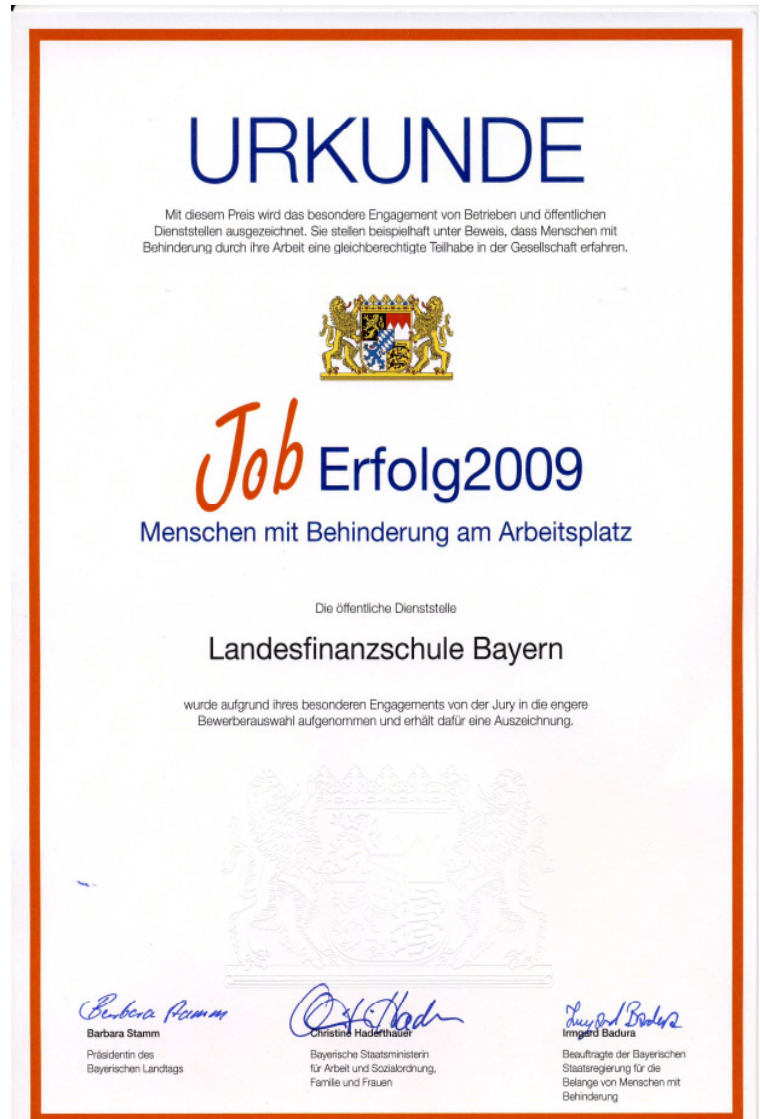 URKUNDE
Mit diesem Preis wird das besondere Engagement von Betrieben und öffentlichen
Dienststellen ausgezeichnet. Sie stellen beispielhaft unter Beweis, dass Menschen mit
Behinderung durch ihre Arbeit eine gleichberechtigte Teilhabe in der Gesellschaft erfahren.
Job Erfolg2009
Menschen mit Behinderung am Arbeitsplatz
Die öffentliche Dienststelle
Landesfinanzschule Bayern
wurde aufgrund ihres besonderen Engagements von der Jury in die engere
Bewerberauswahl aufgenommen und erhält dafür eine Auszeichnung.
Barbara Stamm
Barbara Stamm
Präsidentin des
Bayerischen Landtags
Christine Haderthauer
Bayerische Staatsministerin
für Arbeit und Sozialordnung,
Familie und Frauen
Irmgard Badura
Irmgard Badura
Beauftragte der Bayerischen
Staatsregierung für die
Belange von Menschen mit
Behinderung